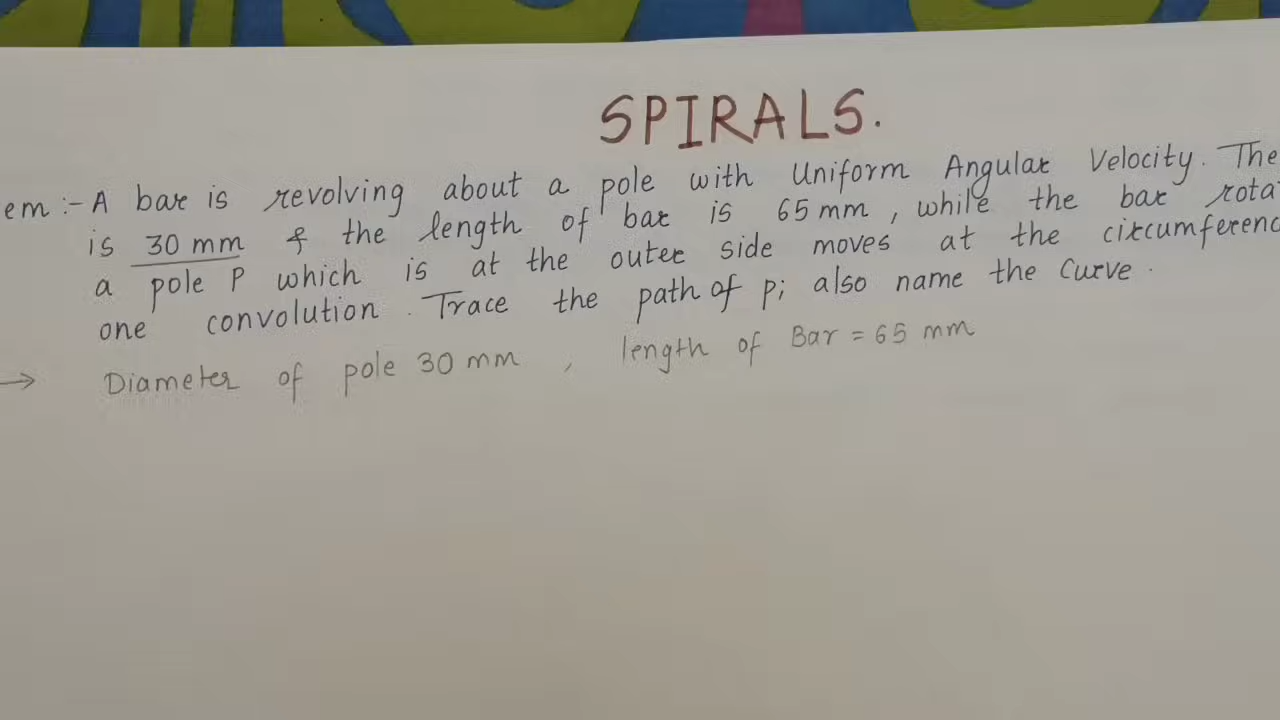 SPIRALS.
em :- A bar is revolving about a pole with Uniform Angular Velocity. The
is 30 mm & the length of bar is 65 mm, while the bar rota
a pole P which is at the outer side moves at the circumferenc
one convolution. Trace the path of p; also name the Curve.
→ Diameter of pole 30 mm, length of Bar = 65 mm